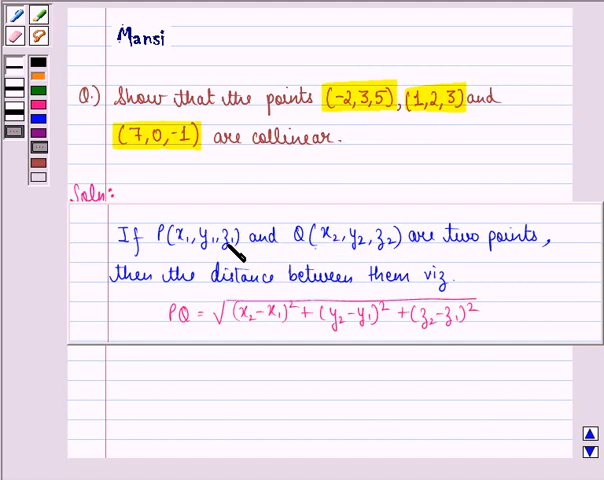 Mansi
Q.) Show that the points (-2,3,5), (1,2,3) and
(7,0,-1) are collinear.
Soln:
If P(x₁, y₁, z₁) and Q(x₂, y₂, z₂) are two points,
then the distance between them viz.
PQ = √(x₂-x₁)² + (y₂-y₁)² + (z₂-z₁)²